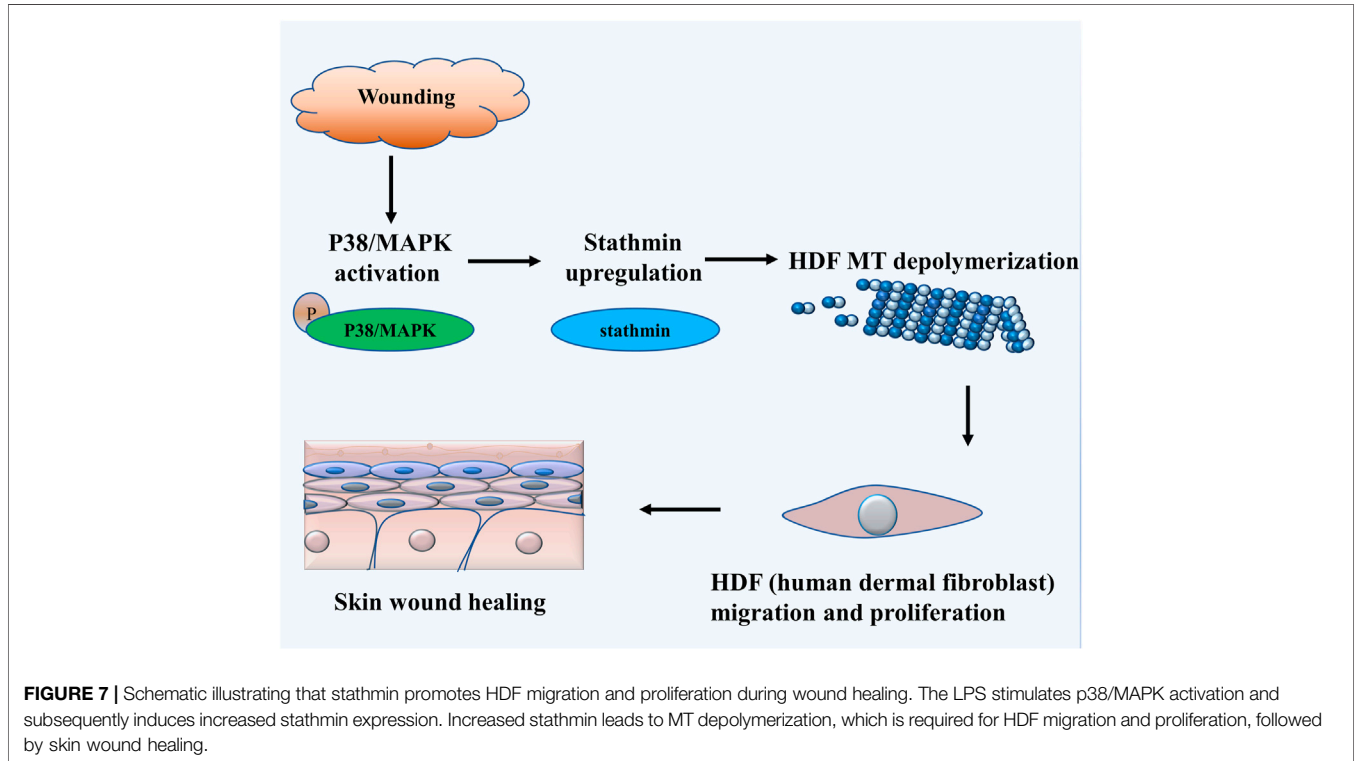 Wounding
P38/MAPK
activation
Stathmin
upregulation
HDF MT depolymerization
P
P38/MAPK
stathmin
Skin wound healing
HDF (human dermal fibroblast)
migration and proliferation
FIGURE 7 | Schematic illustrating that stathmin promotes HDF migration and proliferation during wound healing. The LPS stimulates p38/MAPK activation and
subsequently induces increased stathmin expression. Increased stathmin leads to MT depolymerization, which is required for HDF migration and proliferation, followed
by skin wound healing.